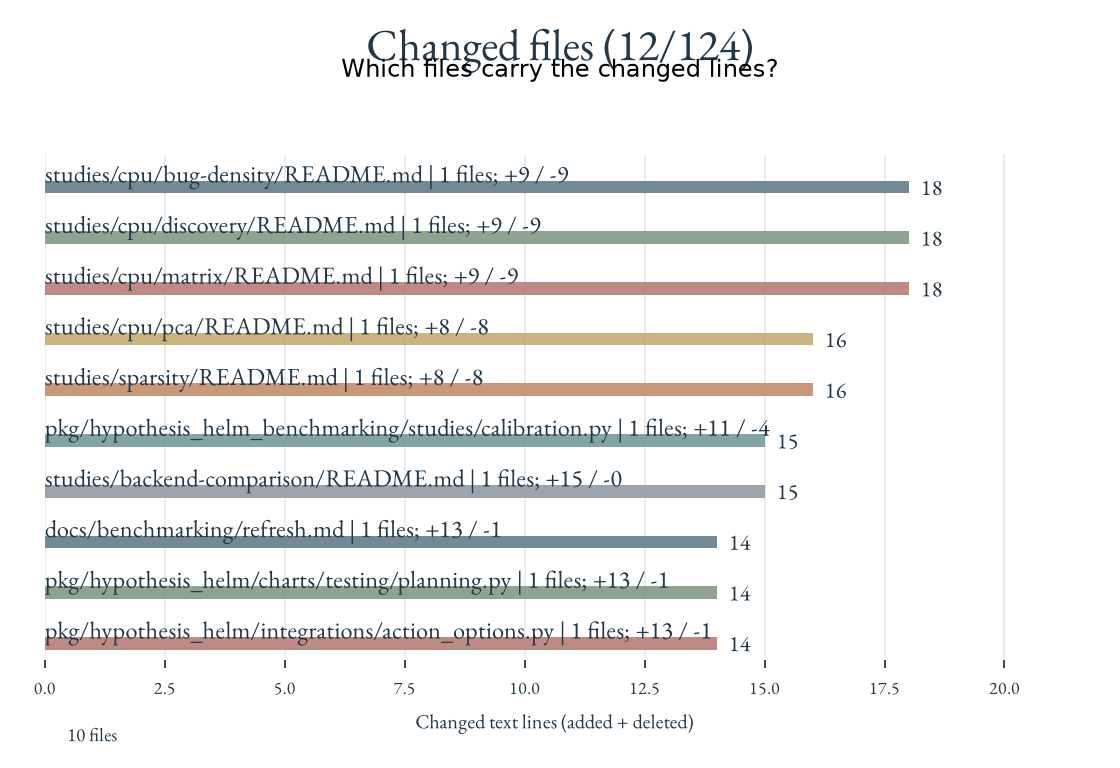 Changed files (12/124)
Which files carry the changed lines?
studies/cpu/bug-density/README.md | 1 files; +9 / -9
18
studies/cpu/discovery/README.md | 1 files; +9 / -9
18
studies/cpu/matrix/README.md | 1 files; +9 / -9
18
studies/cpu/pca/README.md | 1 files; +8 / -8
16
studies/sparsity/README.md | 1 files; +8 / -8
16
pkg/hypothesis_helm_benchmarking/studies/calibration.py | 1 files; +11 / -4
15
studies/backend-comparison/README.md | 1 files; +15 / -0
15
docs/benchmarking/refresh.md | 1 files; +13 / -1
14
pkg/hypothesis_helm/charts/testing/planning.py | 1 files; +13 / -1
14
pkg/hypothesis_helm/integrations/action_options.py | 1 files; +13 / -1
14
0.0 2.5 5.0 7.5 10.0 12.5 15.0 17.5 20.0
Changed text lines (added + deleted)
10 files